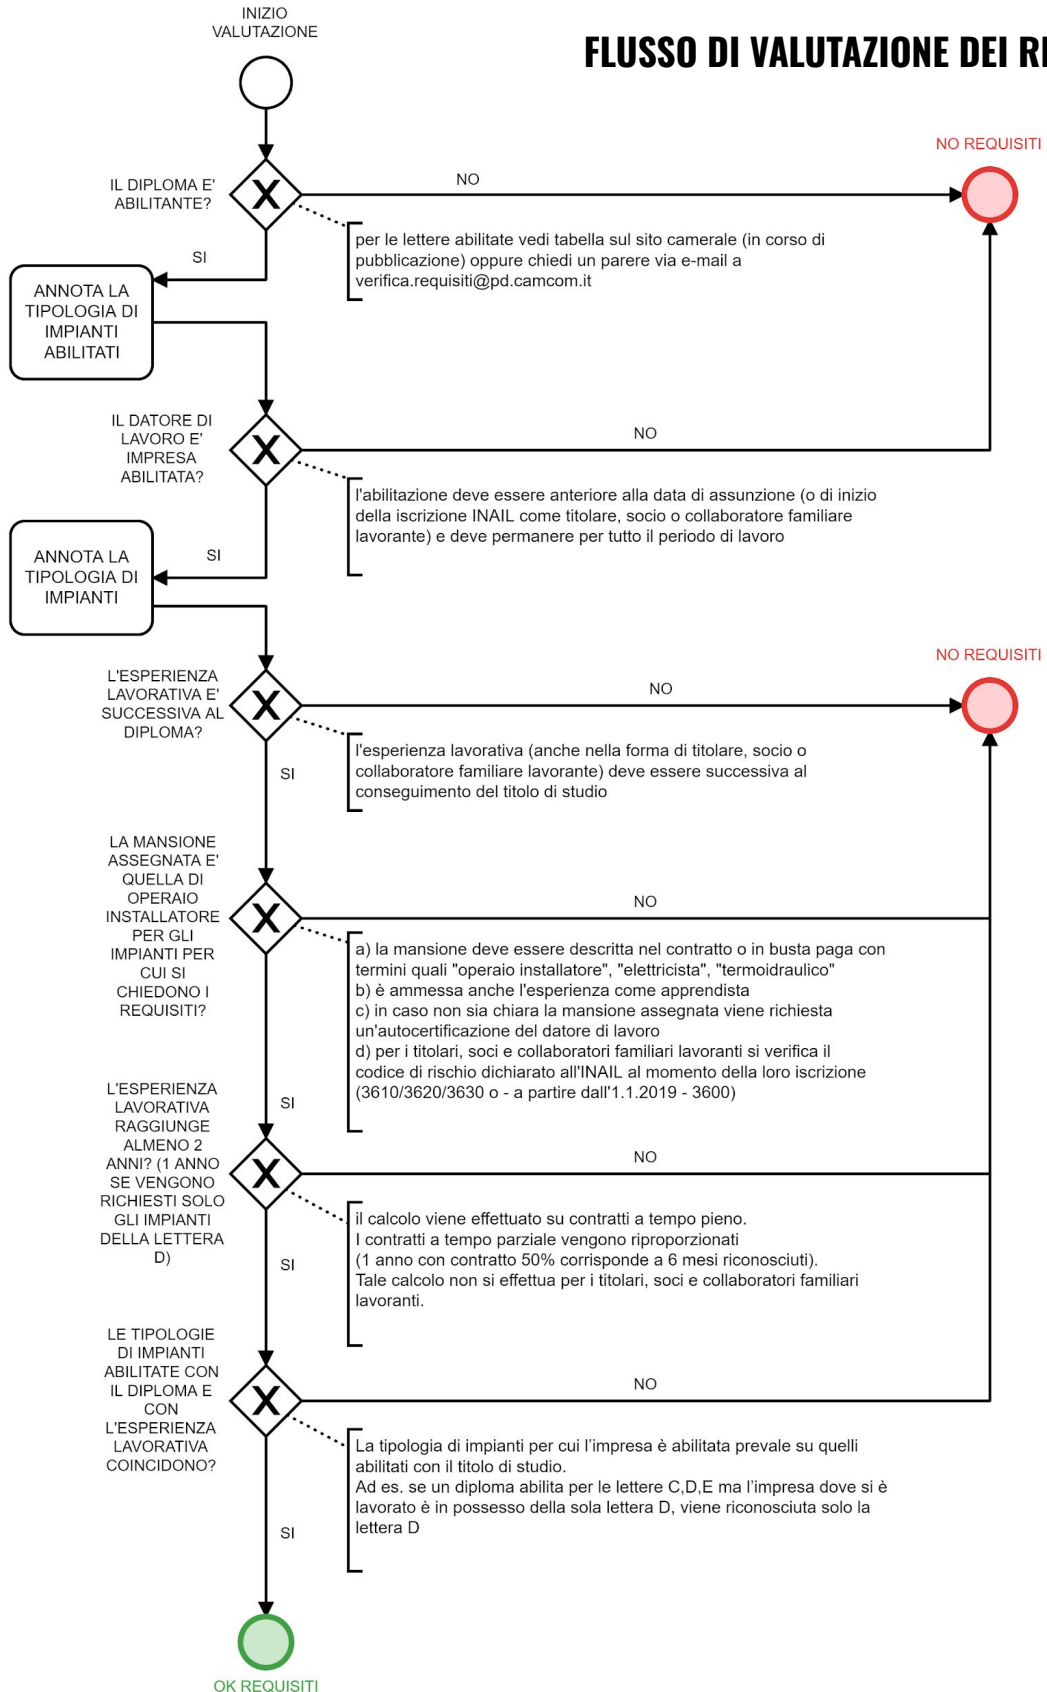 INIZIO
VALUTAZIONE
FLUSSO DI VALUTAZIONE DEI
NO REQUISITI
IL DIPLOMA E'
ABILITANTE?
X
NO
per le lettere abilitate vedi tabella sul sito camerale (in corso di
pubblicazione) oppure chiedi un parere via e-mail a
verifica.requisiti@pd.camcom.it
SI
ANNOTA LA
TIPOLOGIA DI
IMPIANTI
ABILITATI
IL DATORE DI
LAVORO E'
IMPRESA
ABILITATA?
X
NO
l'abilitazione deve essere anteriore alla data di assunzione (o di inizio
della iscrizione INAIL come titolare, socio o collaboratore familiare
lavorante) e deve permanere per tutto il periodo di lavoro
SI
ANNOTA LA
TIPOLOGIA DI
IMPIANTI
NO REQUISITI
L'ESPERIENZA
LAVORATIVA E'
SUCCESSIVA AL
DIPLOMA?
X
NO
l'esperienza lavorativa (anche nella forma di titolare, socio o
collaboratore familiare lavorante) deve essere successiva al
conseguimento del titolo di studio
SI
LA MANSIONE
ASSEGNATA E'
QUELLA DI
OPERAIO
INSTALLATORE
PER GLI
IMPIANTI PER
CUI SI
CHIEDONO I
REQUISITI?
X
NO
a) la mansione deve essere descritta nel contratto o in busta paga con
termini quali "operaio installatore", "elettricista", "termoidraulico"
b) è ammessa anche l'esperienza come apprendista
c) in caso non sia chiara la mansione assegnata viene richiesta
un'autocertificazione del datore di lavoro
d) per i titolari, soci e collaboratori familiari lavoranti si verifica il
codice di rischio dichiarato all'INAIL al momento della loro iscrizione
(3610/3620/3630 o - a partire dall'1.1.2019 - 3600)
SI
L'ESPERIENZA
LAVORATIVA
RAGGIUNGE
ALMENO 2
ANNI? (1 ANNO
SE VENGONO
RICHIESTI SOLO
GLI IMPIANTI
DELLA LETTERA
D)
X
NO
il calcolo viene effettuato su contratti a tempo pieno.
I contratti a tempo parziale vengono riproporzionati
(1 anno con contratto 50% corrisponde a 6 mesi riconosciuti).
Tale calcolo non si effettua per i titolari, soci e collaboratori familiari
lavoranti.
SI
LE TIPOLOGIE
DI IMPIANTI
ABILITATE CON
IL DIPLOMA E
CON
L'ESPERIENZA
LAVORATIVA
COINCIDONO?
X
NO
La tipologia di impianti per cui l'impresa è abilitata prevale su quelli
abilitati con il titolo di studio.
Ad es. se un diploma abilita per le lettere C,D,E ma l'impresa dove si è
lavorato è in possesso della sola lettera D, viene riconosciuta solo la
lettera D
SI
OK REQUISITI